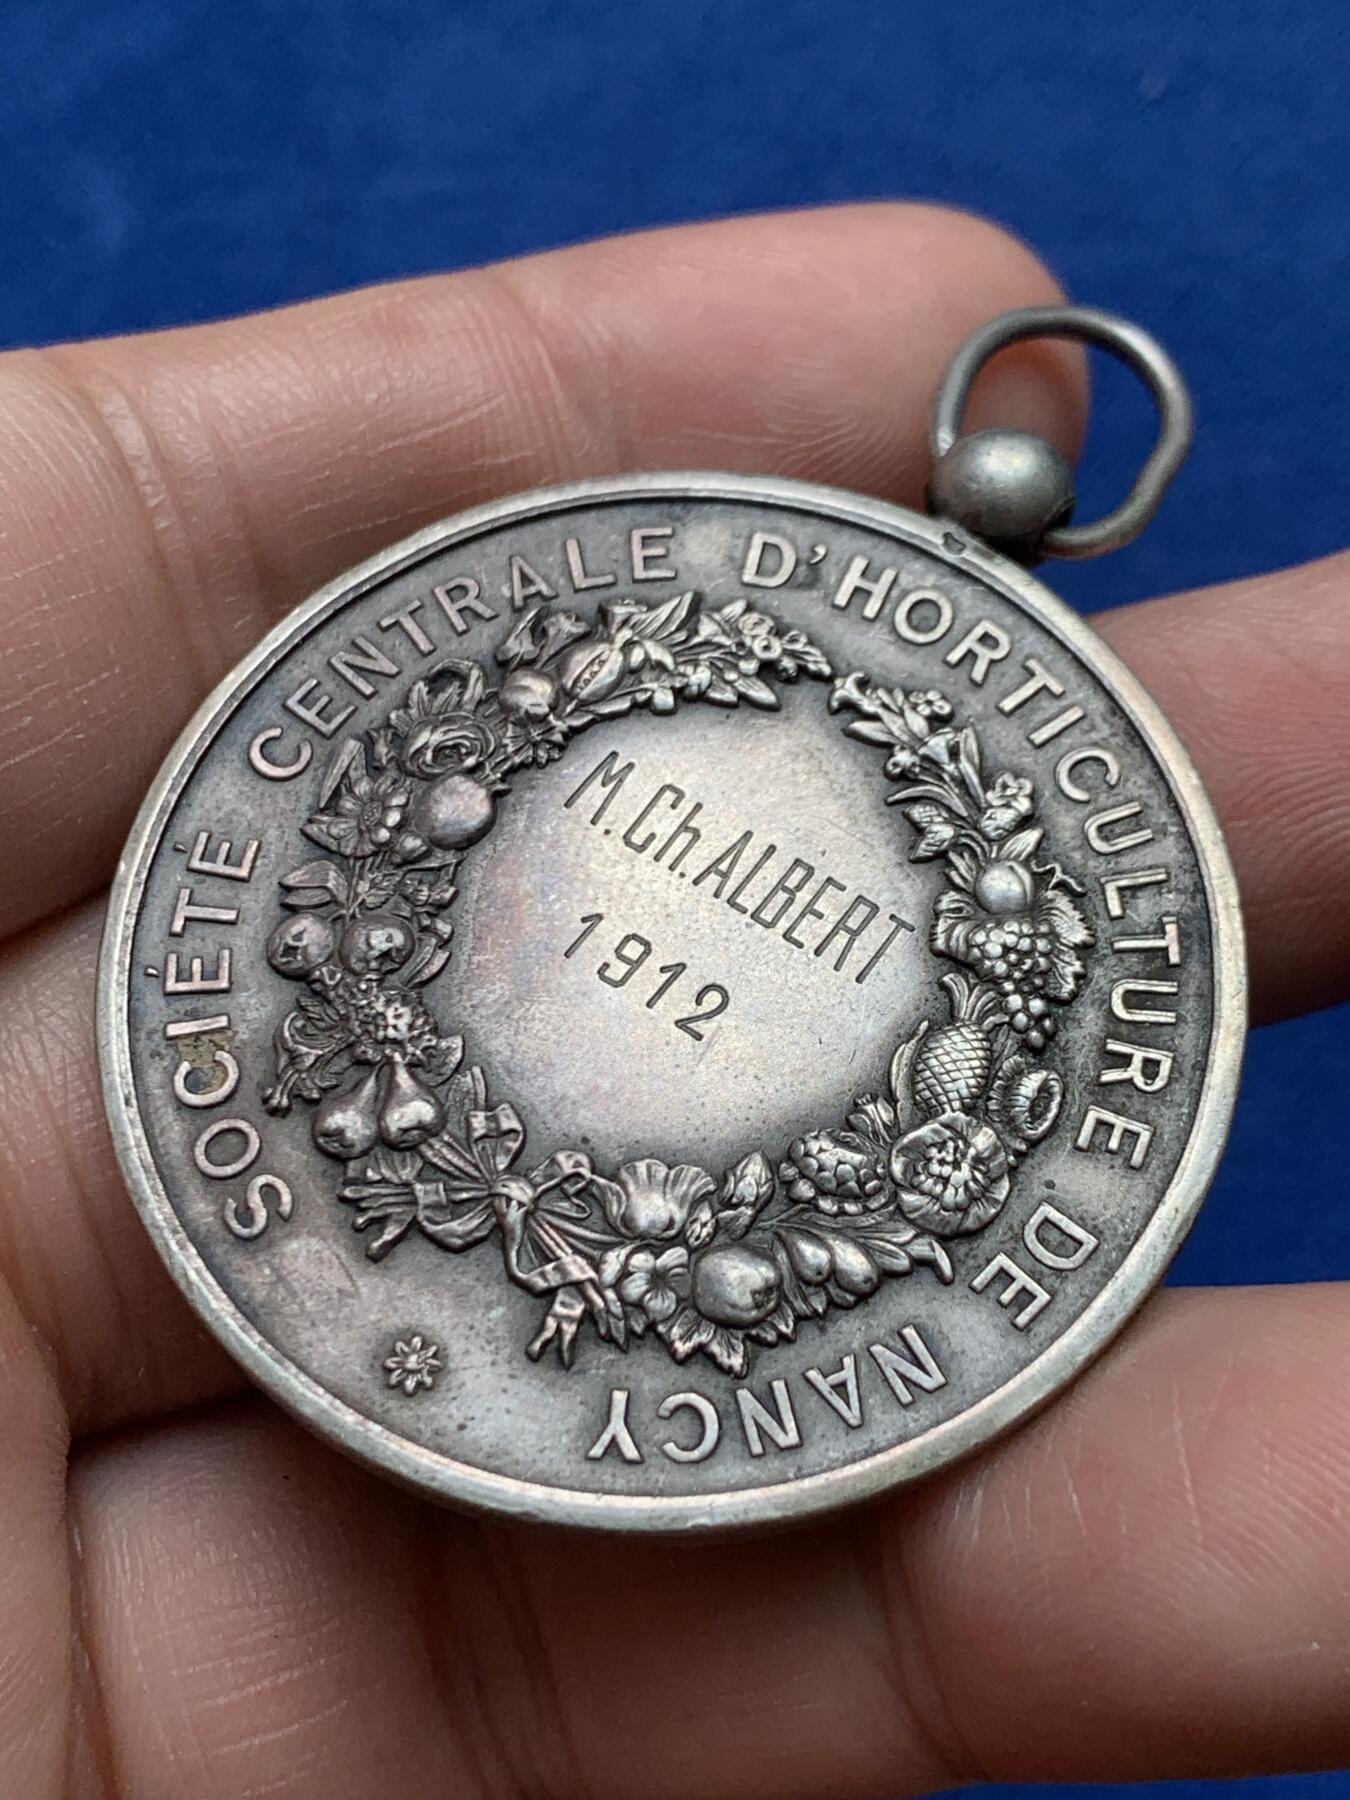 SOCIÉTÉ CENTRALE D'HORTICULTURE DE NANCY
M. Ch. ALBERT
1912